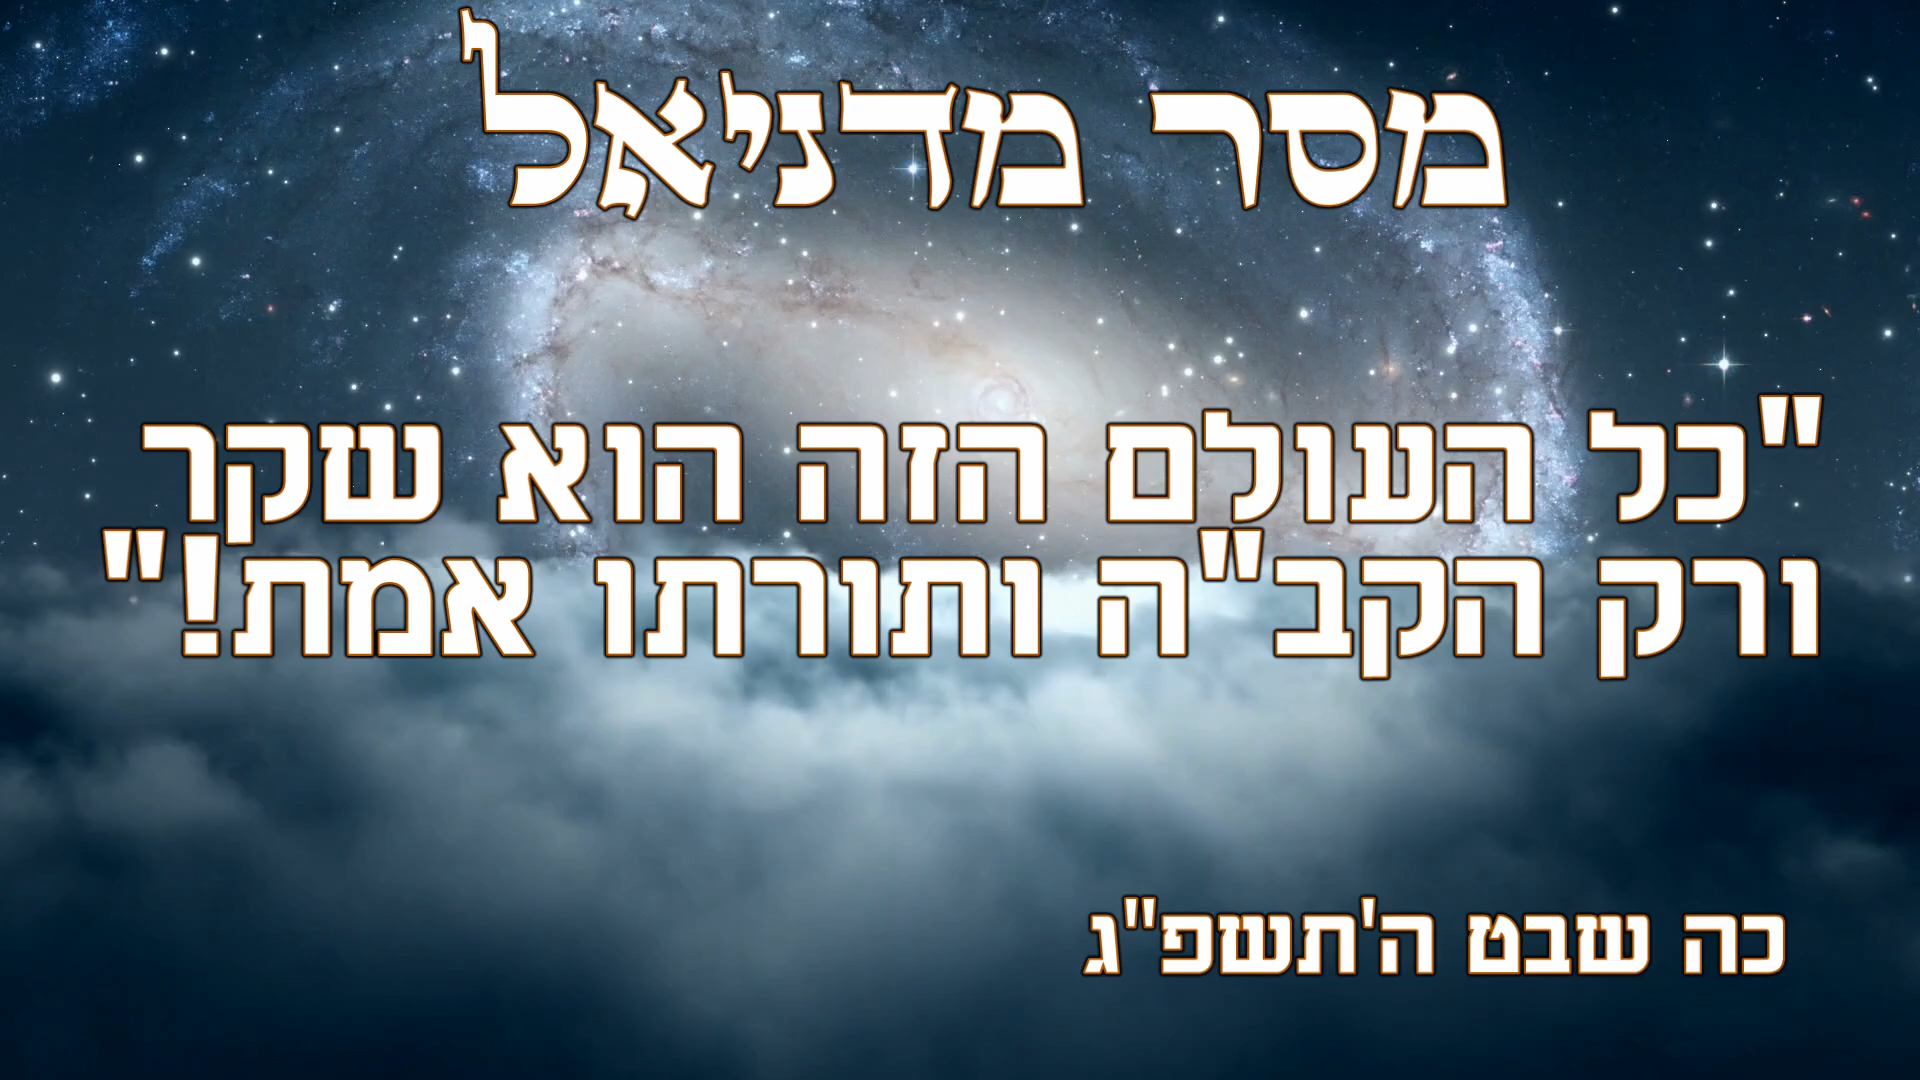 מסר מדניאל
"כל העולם הזה הוא שקר
ורק הקב"ה ותורתו אמת!"
כה שבט ה'תשפ"ג